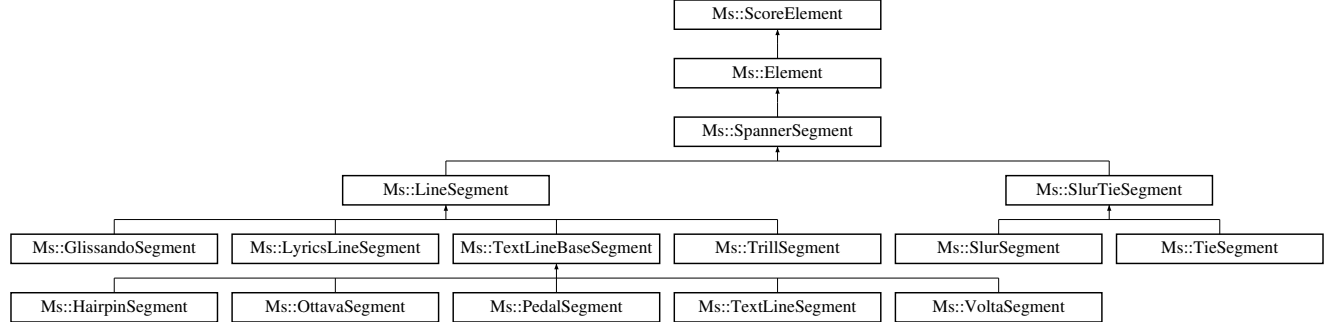 Ms::ScoreElement
Ms::Element
Ms::SpannerSegment
Ms::LineSegment
Ms::SlurTieSegment
Ms::GlissandoSegment
Ms::LyricsLineSegment
Ms::TextLineBaseSegment
Ms::TrillSegment
Ms::SlurSegment
Ms::TieSegment
Ms::HairpinSegment
Ms::OttavaSegment
Ms::PedalSegment
Ms::TextLineSegment
Ms::VoltaSegment